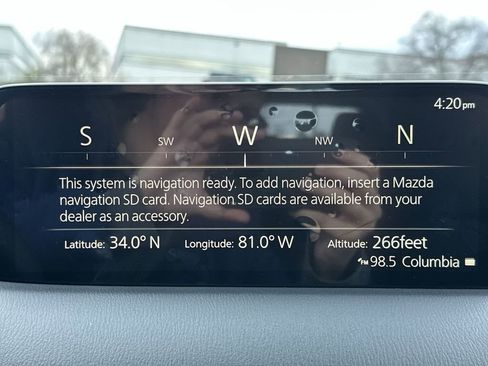 4:20pm
S SW W NW N
This system is navigation ready. To add navigation, insert a Mazda
navigation SD card. Navigation SD cards are available from your
dealer as an accessory.
Latitude: 34.0° N Longitude: 81.0° W Altitude: 266feet
FM 98.5 Columbia